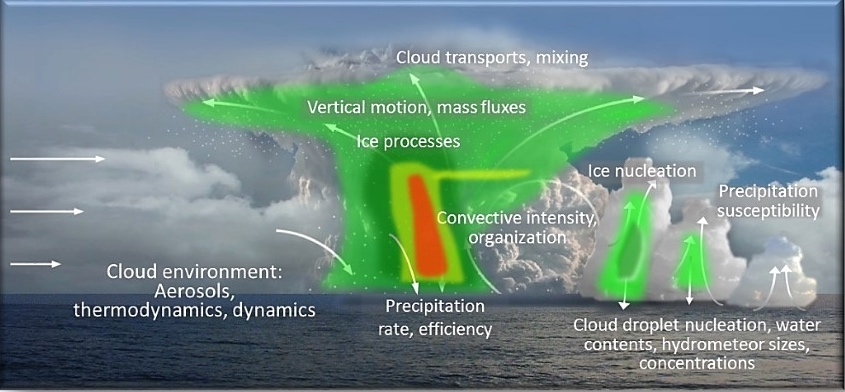 Cloud transports, mixing
Vertical motion, mass fluxes
Ice processes
Ice nucleation
Precipitation
susceptibility
Convective intensity,
organization
Cloud environment:
Aerosols,
thermodynamics, dynamics
Precipitation
rate, efficiency
Cloud droplet nucleation, water
contents, hydrometeor sizes,
concentrations